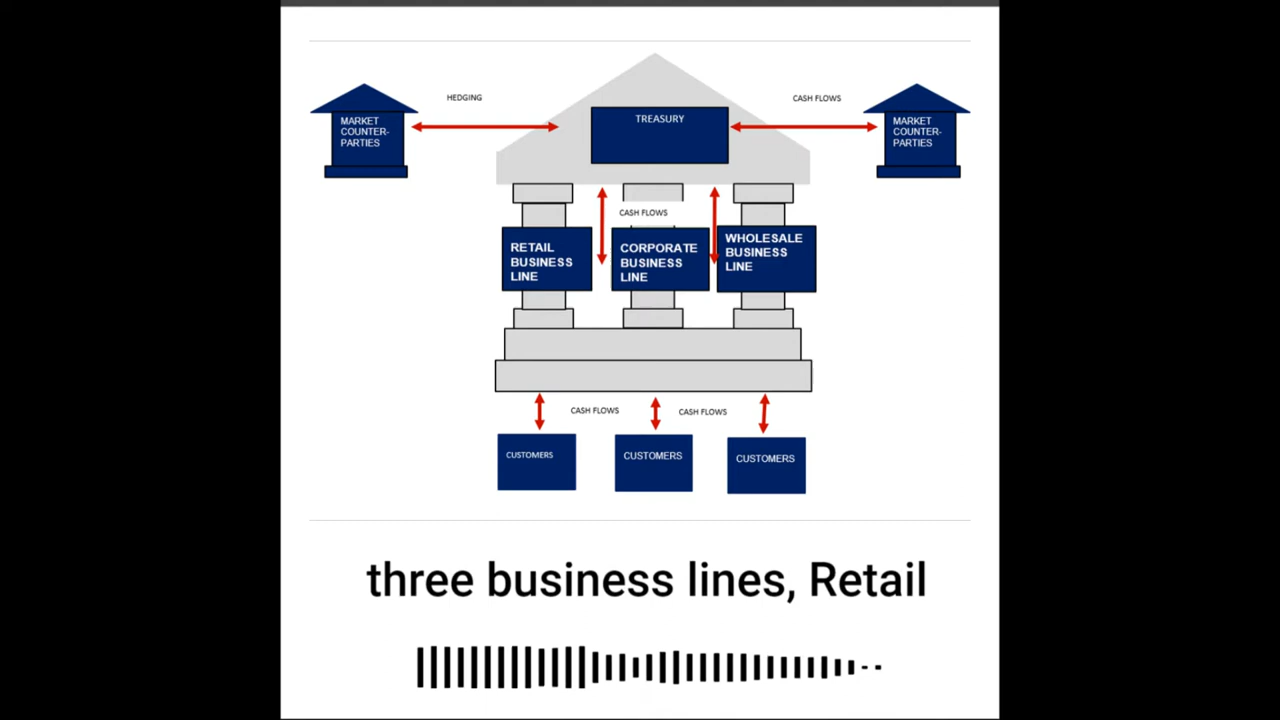 HEDGING
CASH FLOWS
MARKET
COUNTER-
PARTIES
TREASURY
MARKET
COUNTER-
PARTIES
CASH FLOWS
RETAIL
BUSINESS
LINE
CORPORATE
BUSINESS
LINE
WHOLESALE
BUSINESS
LINE
CASH FLOWS
CASH FLOWS
CUSTOMERS
CUSTOMERS
CUSTOMERS
three business lines, Retail